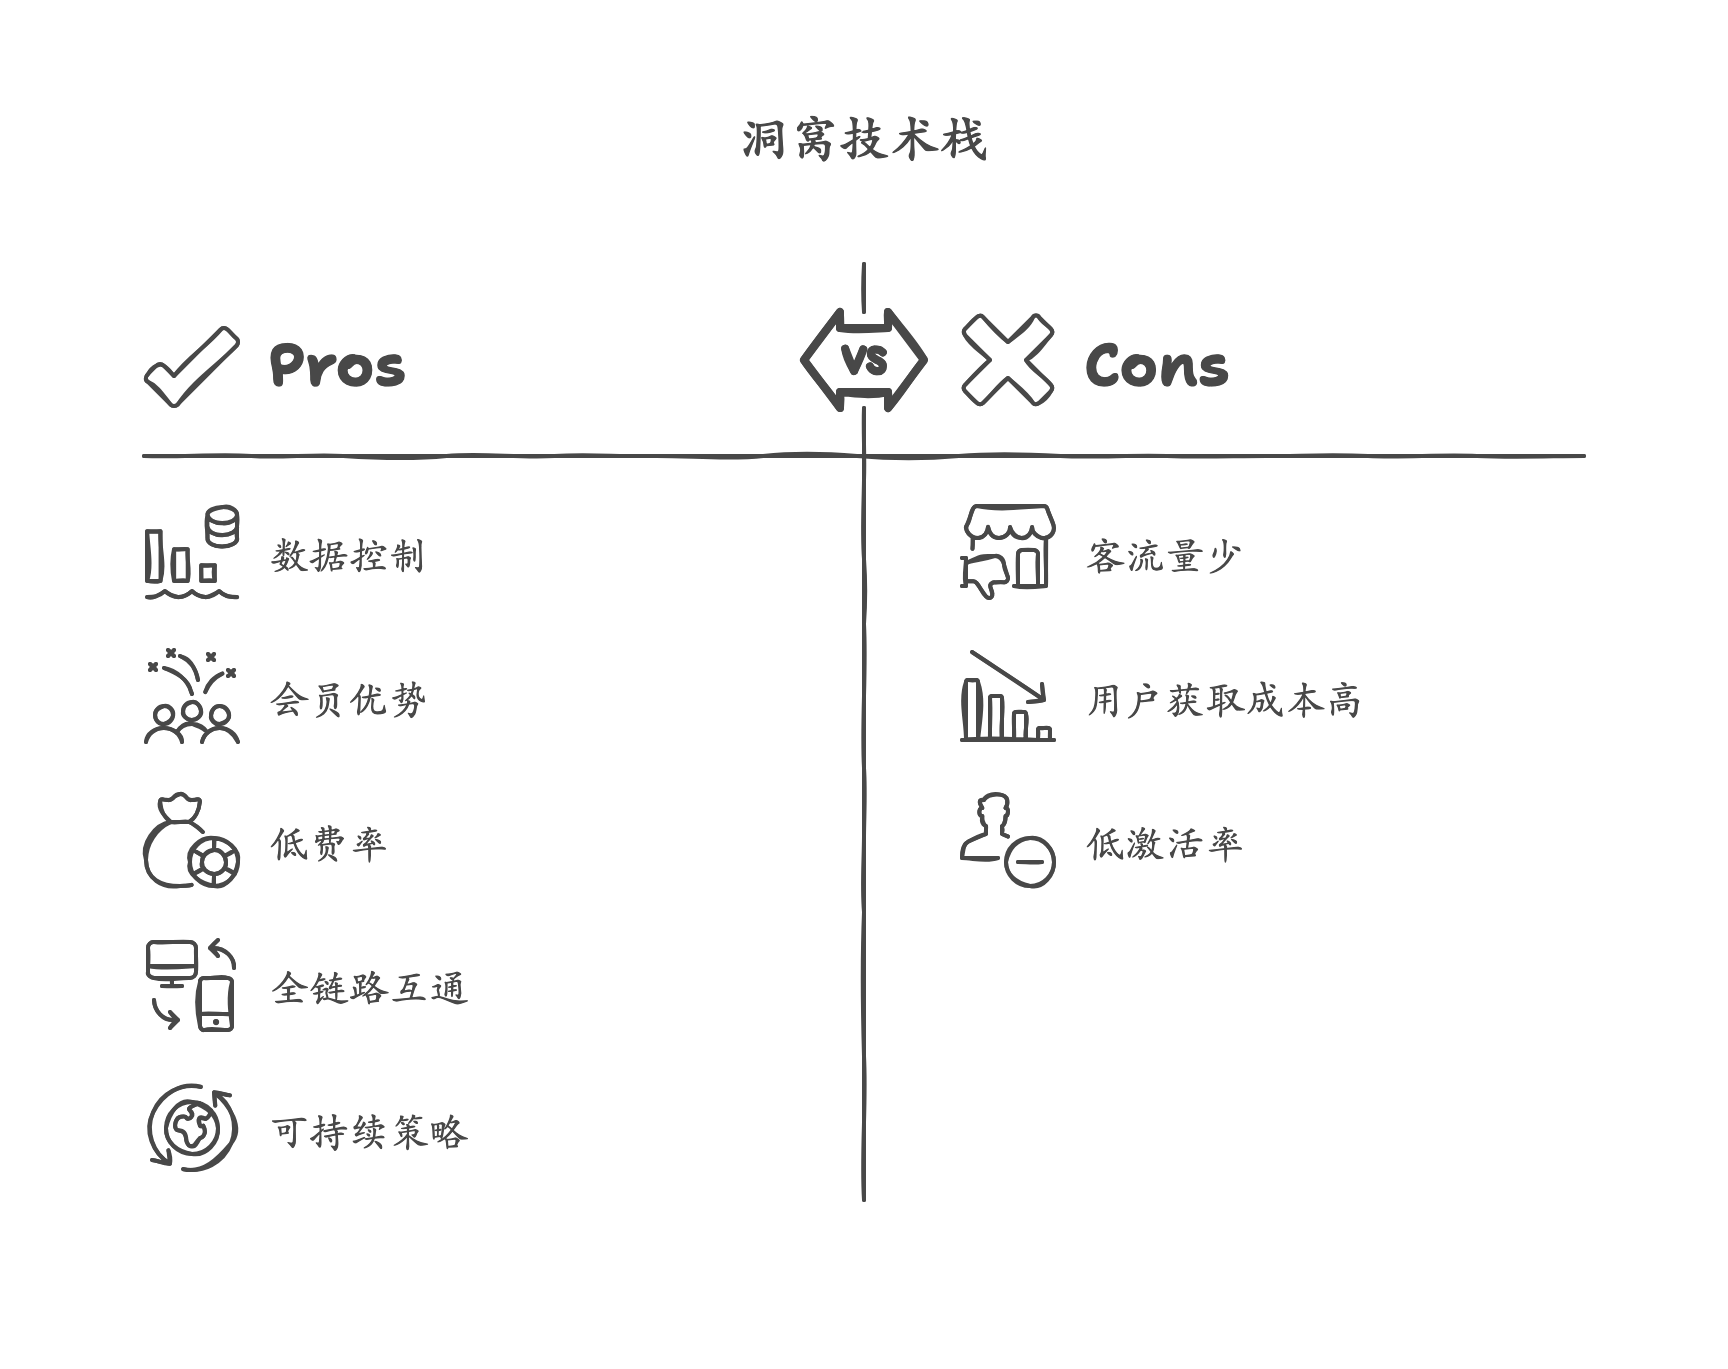 洞窝技术栈
Pros
VS
Cons
数据控制
客流量少
会员优势
用户获取成本高
低费率
低激活率
全链路互通
可持续策略